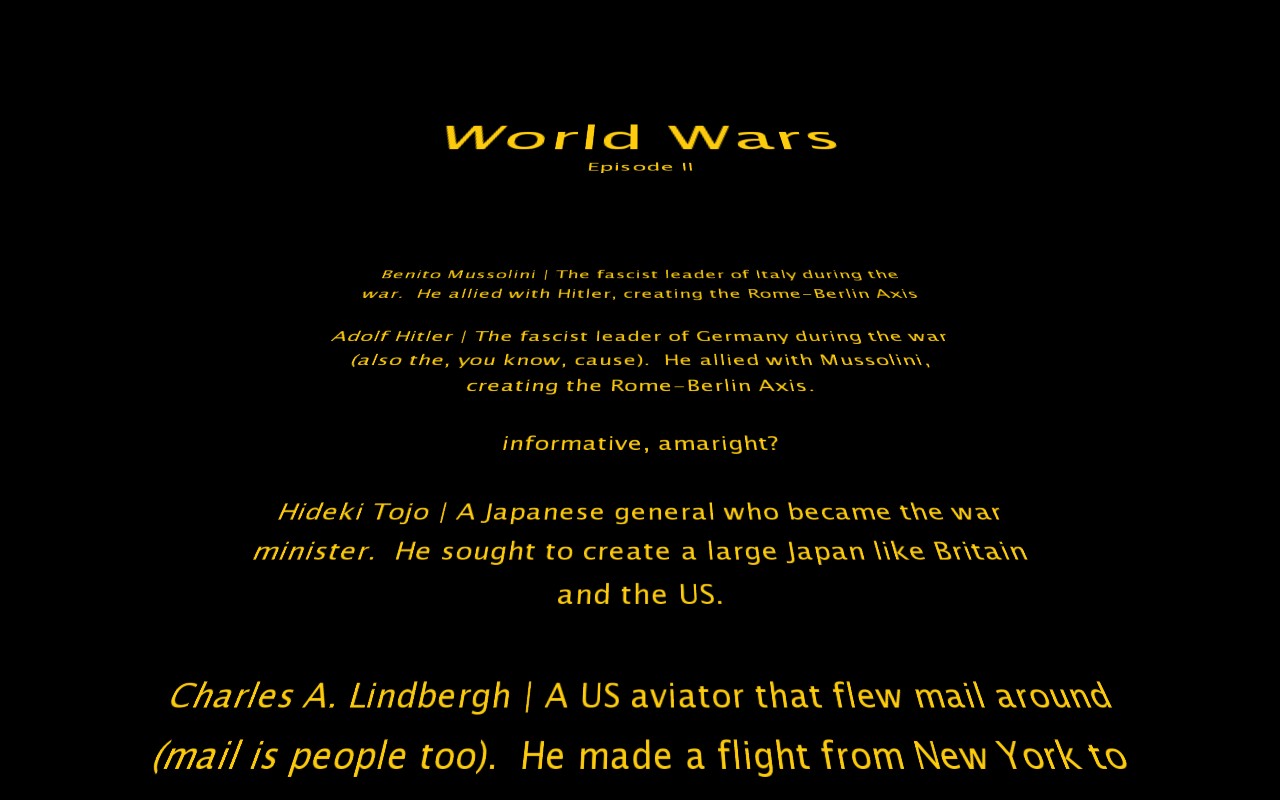 World Wars
Episode II
Benito Mussolini | The fascist leader of Italy during the
war.  He allied with Hitler, creating the Rome-Berlin Axis
Adolf Hitler | The fascist leader of Germany during the war
(also the, you know, cause).  He allied with Mussolini,
creating the Rome-Berlin Axis.
informative, amaright?
Hideki Tojo | A Japanese general who became the war
minister.  He sought to create a large Japan like Britain
and the US.
Charles A. Lindbergh | A US aviator that flew mail around
(mail is people too).  He made a flight from New York to